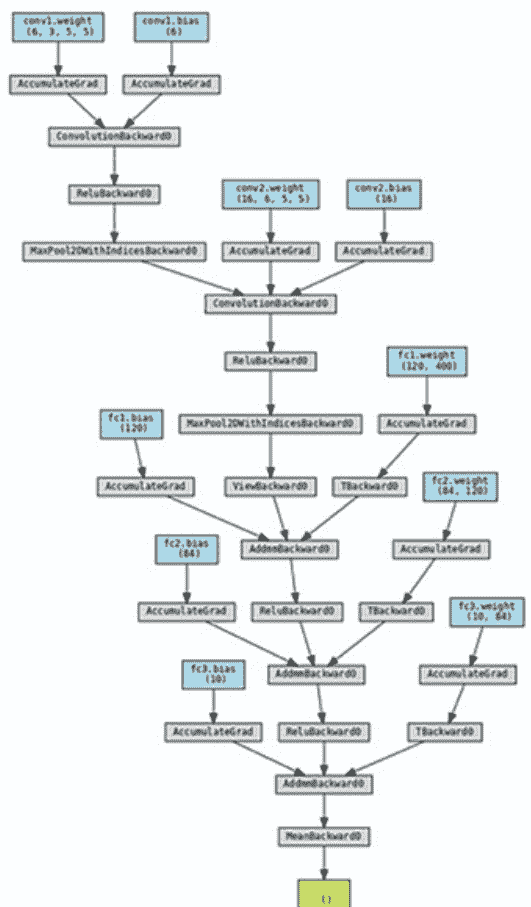 conv1.weight
(6, 3, 5, 5)
conv1.bias
(6)
AccumulateGrad
AccumulateGrad
ConvolutionBackward0
ReluBackward0
conv2.weight
(16, 6, 5, 5)
conv2.bias
(16)
MaxPool2DWithIndicesBackward0
AccumulateGrad
AccumulateGrad
ConvolutionBackward0
ReluBackward0
fc1.weight
(120, 400)
fc1.bias
(120)
MaxPool2DWithIndicesBackward0
AccumulateGrad
AccumulateGrad
ViewBackward0
TBackward0
fc2.weight
(84, 120)
fc2.bias
(84)
AddmmBackward0
AccumulateGrad
AccumulateGrad
ReluBackward0
TBackward0
fc3.weight
(10, 84)
fc3.bias
(10)
AddmmBackward0
AccumulateGrad
AccumulateGrad
ReluBackward0
TBackward0
AddmmBackward0
MeanBackward0
()